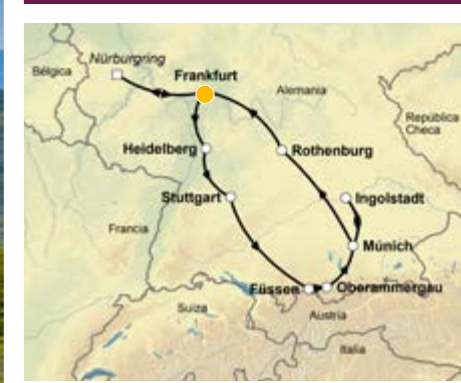 Nürburgring
Bélgica
Frankfurt
Alemania
República
Checa
Heidelberg
Rothenburg
Stuttgart
Ingolstadt
Francia
Múnich
Füssen
Oberammergau
Suiza
Austria
Italia